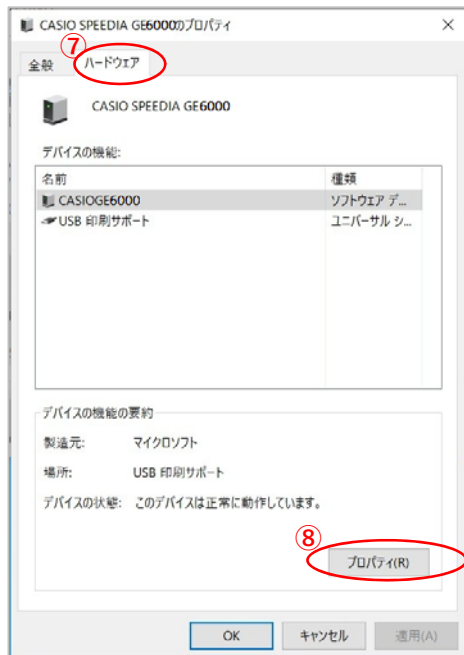 CASIO SPEEDIA GE6000のプロパティ
⑦
全般 ハードウェア
CASIO SPEEDIA GE6000
デバイスの機能:
名前 種類
CASIOGE6000 ソフトウェア デ...
USB 印刷サポート ユニバーサル シ...
デバイスの機能の要約
製造元: マイクロソフト
場所: USB 印刷サポート
デバイスの状態: このデバイスは正常に動作しています。
⑧
プロパティ(R)
OK キャンセル 適用(A)